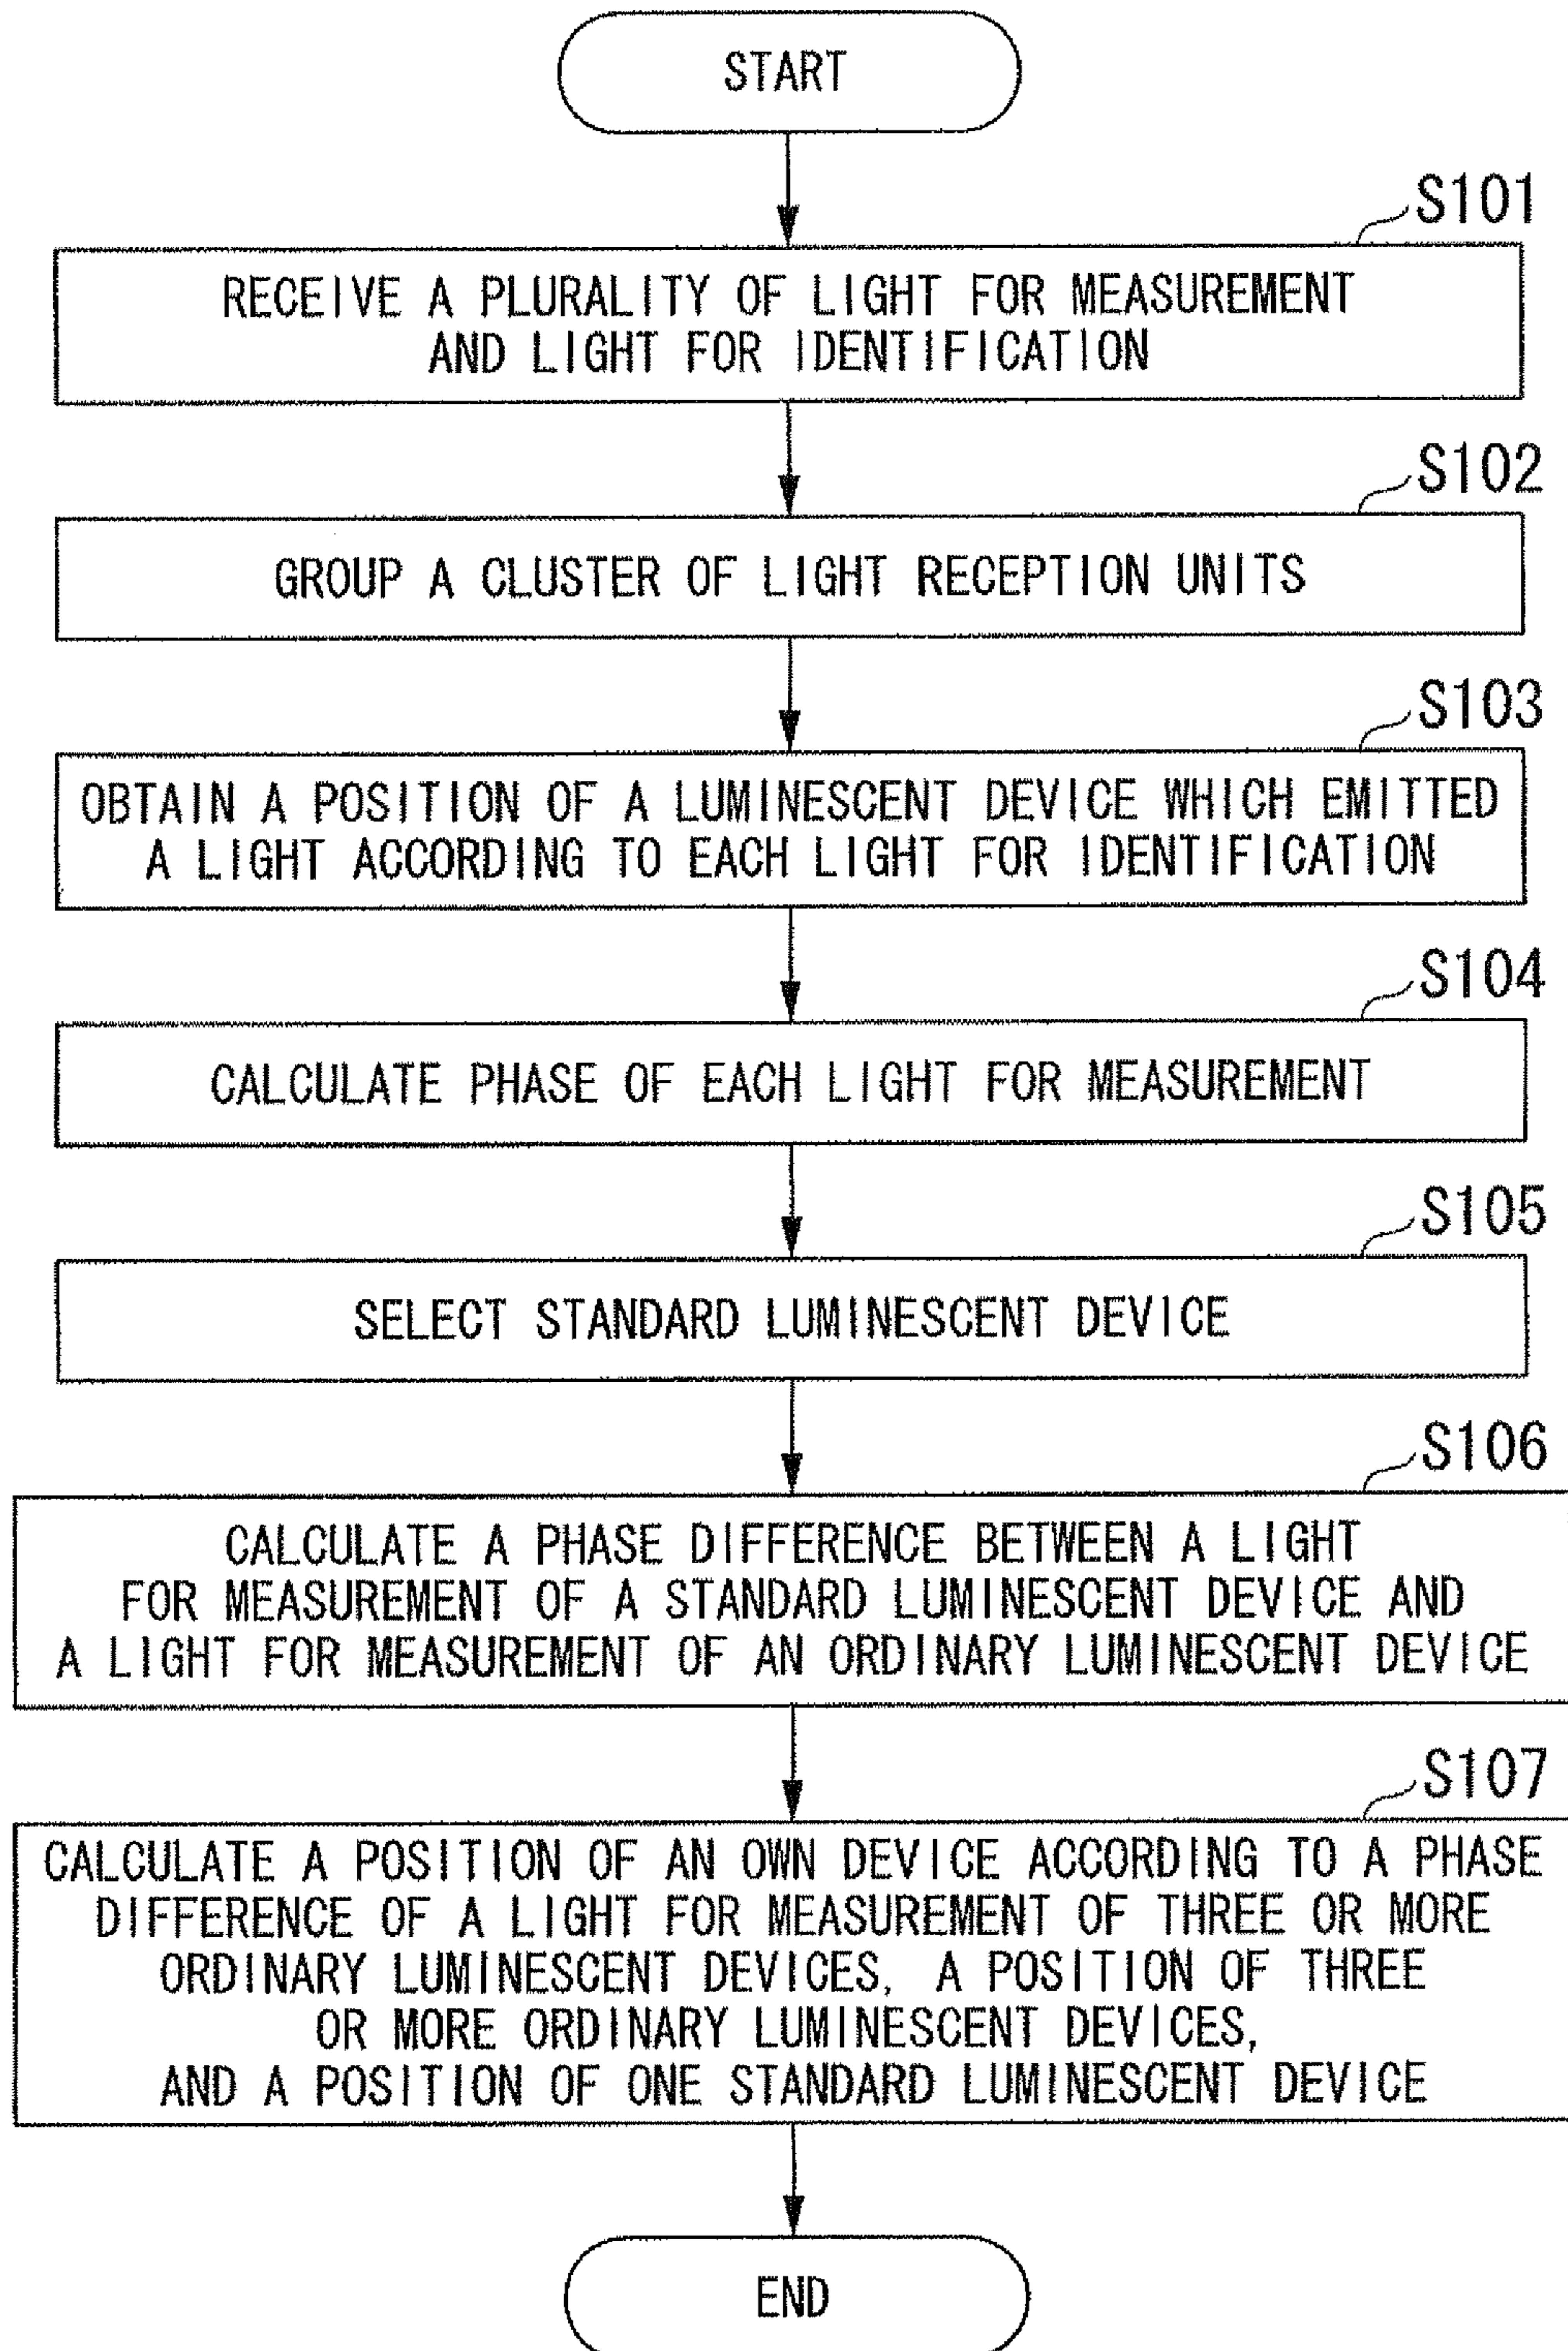 START
S101
RECEIVE A PLURALITY OF LIGHT FOR MEASUREMENT
AND LIGHT FOR IDENTIFICATION
S102
GROUP A CLUSTER OF LIGHT RECEPTION UNITS
S103
OBTAIN A POSITION OF A LUMINESCENT DEVICE WHICH EMITTED
A LIGHT ACCORDING TO EACH LIGHT FOR IDENTIFICATION
S104
CALCULATE PHASE OF EACH LIGHT FOR MEASUREMENT
S105
SELECT STANDARD LUMINESCENT DEVICE
S106
CALCULATE A PHASE DIFFERENCE BETWEEN A LIGHT
FOR MEASUREMENT OF A STANDARD LUMINESCENT DEVICE AND
A LIGHT FOR MEASUREMENT OF AN ORDINARY LUMINESCENT DEVICE
S107
CALCULATE A POSITION OF AN OWN DEVICE ACCORDING TO A PHASE
DIFFERENCE OF A LIGHT FOR MEASUREMENT OF THREE OR MORE
ORDINARY LUMINESCENT DEVICES, A POSITION OF THREE
OR MORE ORDINARY LUMINESCENT DEVICES,
AND A POSITION OF ONE STANDARD LUMINESCENT DEVICE
END